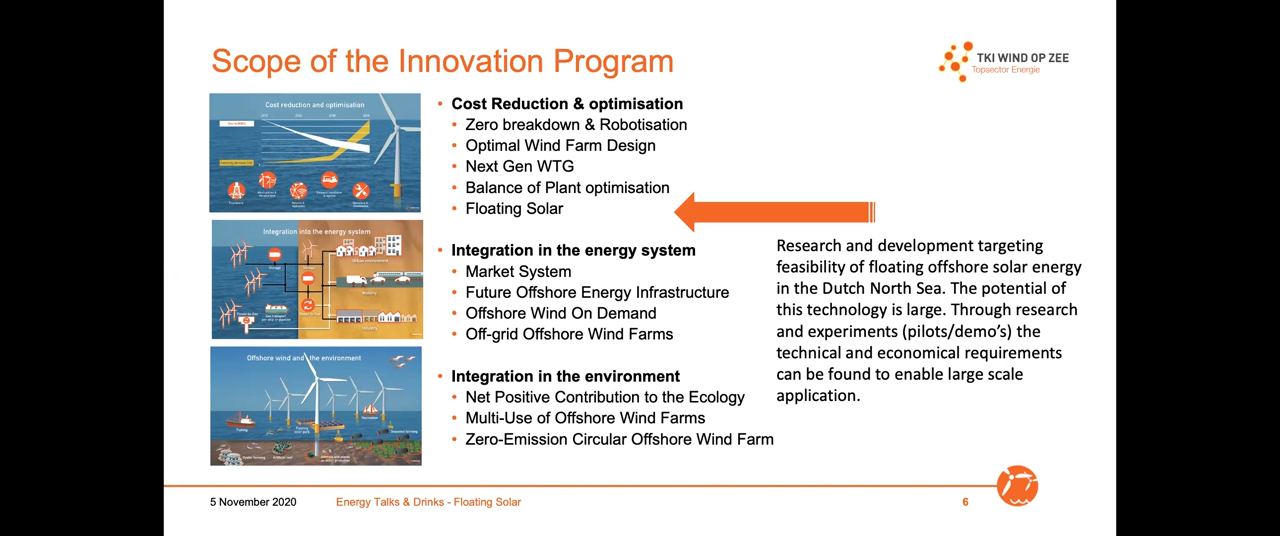 Scope of the Innovation Program
TKI WIND OP ZEE
Topsector Energie
Cost reduction and optimisation
• Cost Reduction & optimisation
• Zero breakdown & Robotisation
• Optimal Wind Farm Design
• Next Gen WTG
• Balance of Plant optimisation
• Floating Solar
Integration into the energy system
Urban environment
Mobility
Industry
• Integration in the energy system
• Market System
• Future Offshore Energy Infrastructure
• Offshore Wind On Demand
• Off-grid Offshore Wind Farms
Research and development targeting
feasibility of floating offshore solar energy
in the Dutch North Sea. The potential of
this technology is large. Through research
and experiments (pilots/demo’s) the
technical and economical requirements
can be found to enable large scale
application.
Offshore wind and the environment
Fishing
• Integration in the environment
• Net Positive Contribution to the Ecology
• Multi-Use of Offshore Wind Farms
• Zero-Emission Circular Offshore Wind Farm
5 November 2020
Energy Talks & Drinks - Floating Solar
6